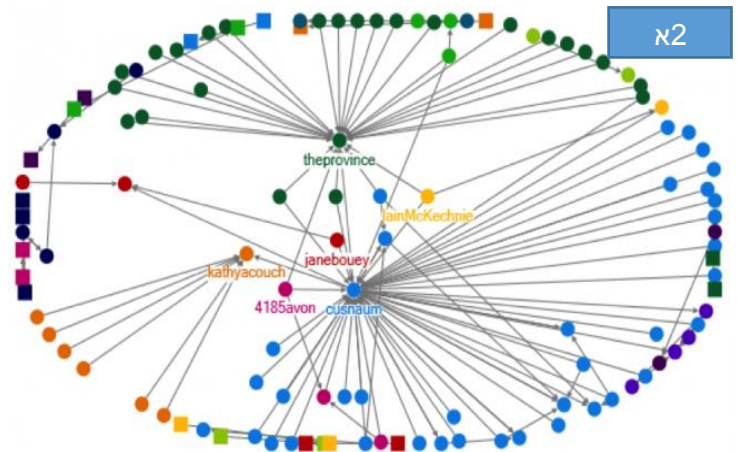 2א
theprovince
IainMcKechnie
janebouey
kathyacouch
4185avon
cusnaum